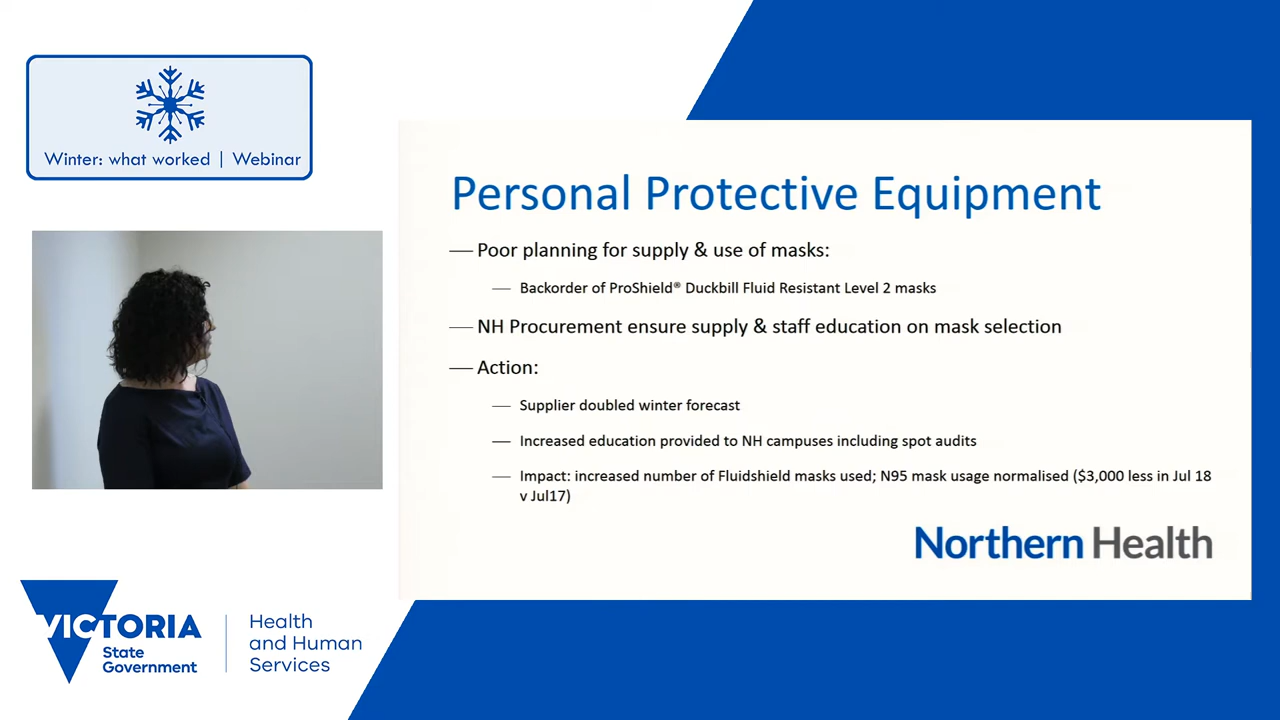 Winter: what worked | Webinar
Personal Protective Equipment
— Poor planning for supply & use of masks:
— Backorder of ProShield® Duckbill Fluid Resistant Level 2 masks
— NH Procurement ensure supply & staff education on mask selection
— Action:
— Supplier doubled winter forecast
— Increased education provided to NH campuses including spot audits
— Impact: increased number of Fluidshield masks used; N95 mask usage normalised ($3,000 less in Jul 18
v Jul17)
Northern Health
VICTORIA
State
Government
Health
and Human
Services